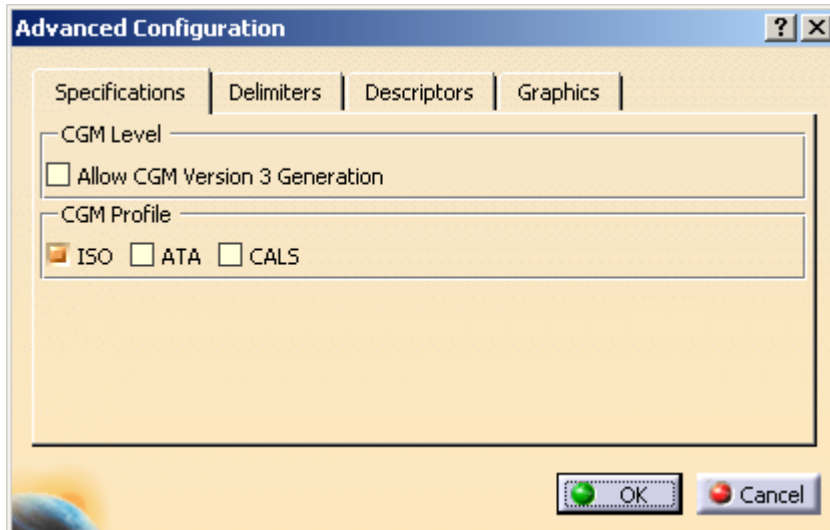 Advanced Configuration
Specifications Delimiters Descriptors Graphics
CGM Level
Allow CGM Version 3 Generation
CGM Profile
ISO ATA CALS
OK Cancel